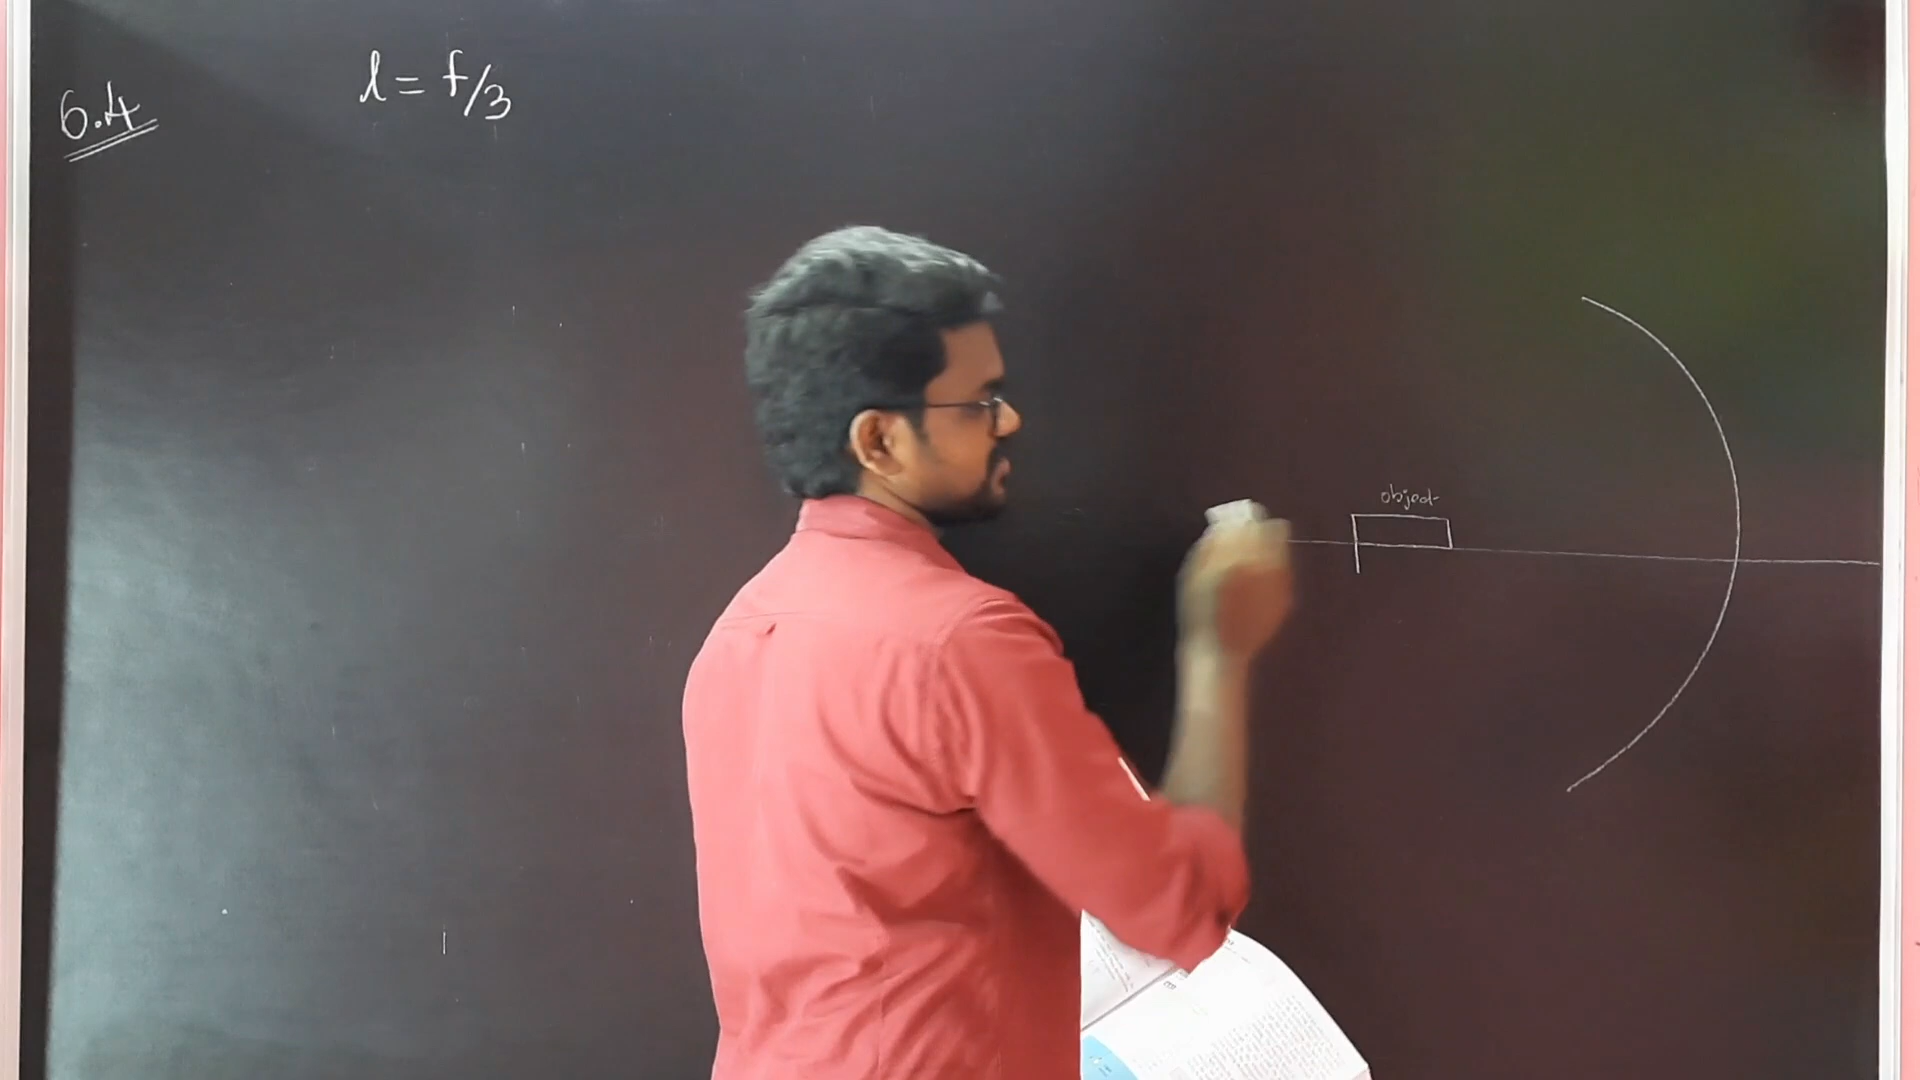 l = f/3
6.4
object